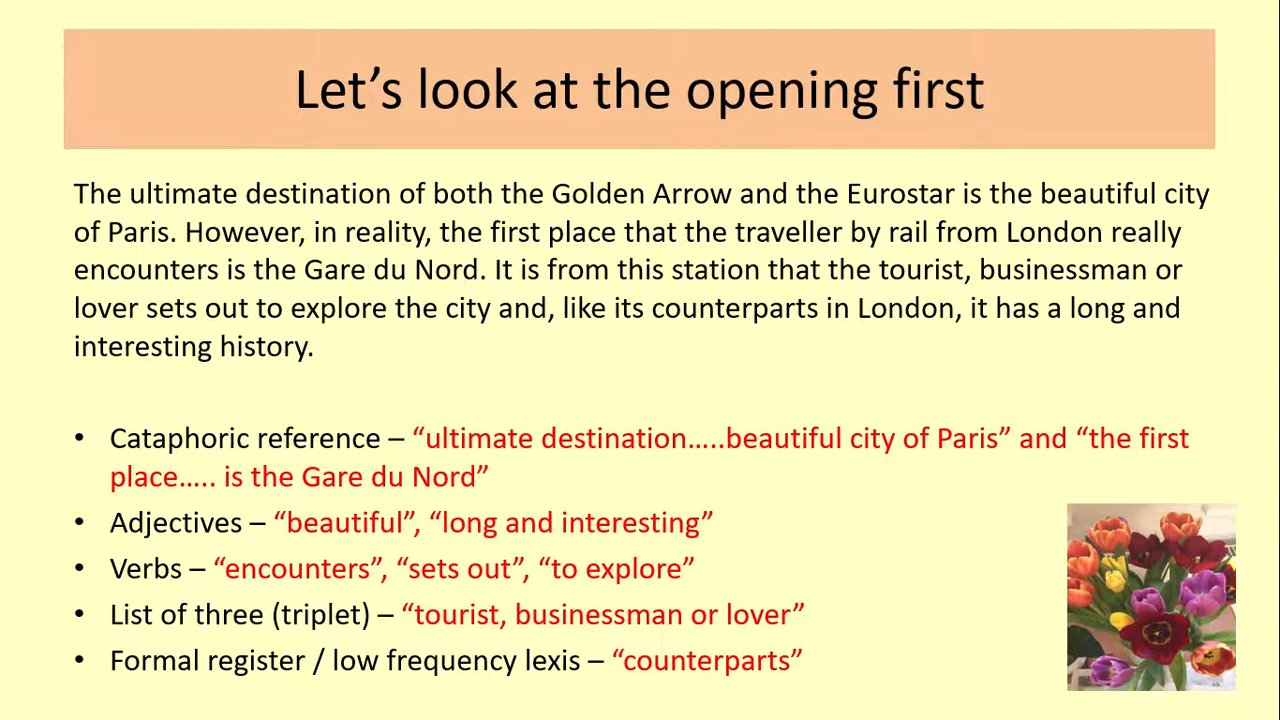 Let’s look at the opening first
The ultimate destination of both the Golden Arrow and the Eurostar is the beautiful city
of Paris. However, in reality, the first place that the traveller by rail from London really
encounters is the Gare du Nord. It is from this station that the tourist, businessman or
lover sets out to explore the city and, like its counterparts in London, it has a long and
interesting history.
• Cataphoric reference – “ultimate destination…..beautiful city of Paris” and “the first
place….. is the Gare du Nord”
• Adjectives – “beautiful”, “long and interesting”
• Verbs – “encounters”, “sets out”, “to explore”
• List of three (triplet) – “tourist, businessman or lover”
• Formal register / low frequency lexis – “counterparts”